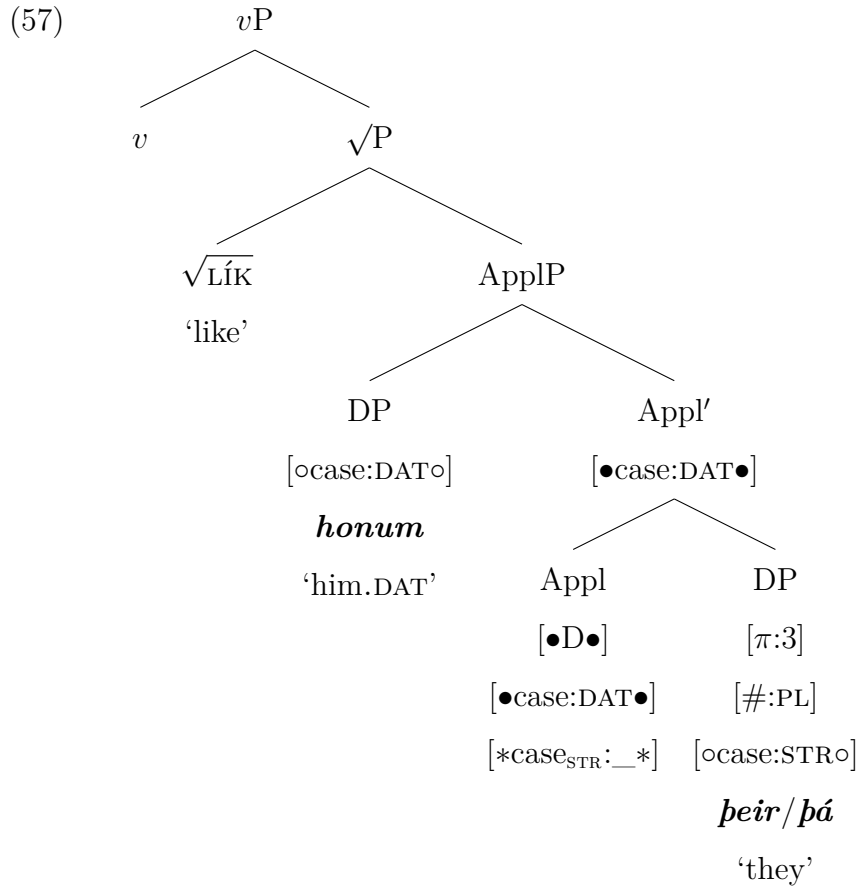 (57) vP
v √P
√LÍK ApplP
‘like’
DP Appl′
[∘case:DAT∘] [•case:DAT•]
honum
‘him.DAT’ Appl DP
[•D•] [π:3]
[•case:DAT•] [#:PL]
[∗case_STR:_∗] [∘case:STR∘]
þeir/þá
‘they’